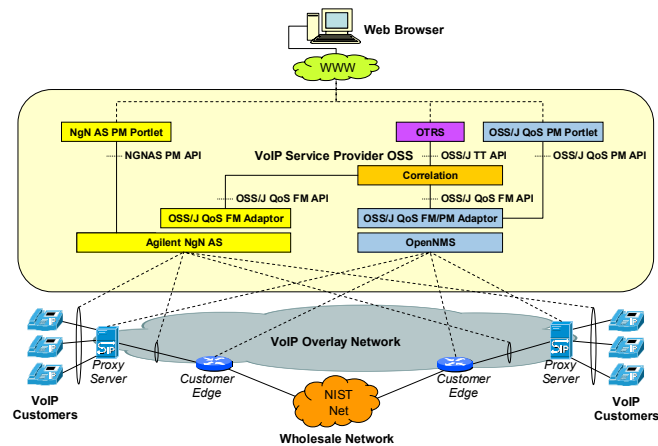 Web Browser
WWW
NgN AS PM Portlet
OTRS
OSS/J QoS PM Portlet
NGNAS PM API
VoIP Service Provider OSS
OSS/J TT API
OSS/J QoS PM API
Correlation
OSS/J QoS FM API
OSS/J QoS FM API
OSS/J QoS FM Adaptor
OSS/J QoS FM/PM Adaptor
Agilent NgN AS
OpenNMS
VoIP Overlay Network
Proxy
Server
Customer
Edge
Customer
Edge
Proxy
Server
VoIP
Customers
NIST
Net
VoIP
Customers
Wholesale Network